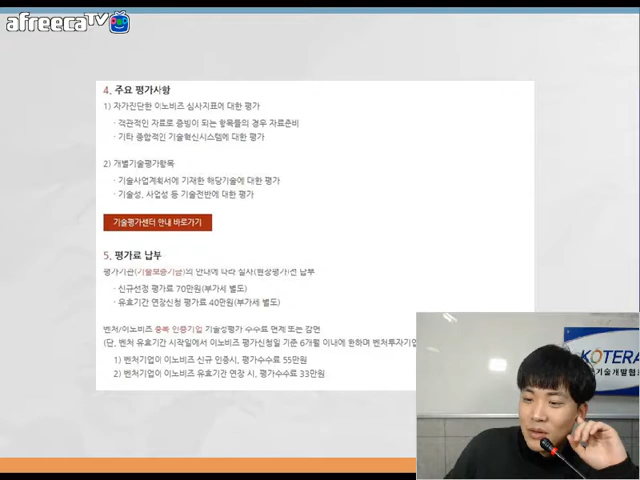 afreecaTV
4. 주요 평가사항
1) 자가진단한 이노비즈 심사지표에 대한 평가
- 객관적인 자료로 증빙이 되는 항목들의 경우 자료준비
- 기타 종합적인 기술혁신시스템에 대한 평가
2) 개별기술평가항목
- 기술사업계획서에 기재한 해당기술에 대한 평가
- 기술성, 사업성 등 기술전반에 대한 평가
기술평가센터 안내 바로가기
5. 평가료 납부
평가기관(기술보증기금)의 안내에 따라 실사(현장평가)전 납부
- 신규선정 평가료 70만원(부가세 별도)
- 유효기간 연장신청 평가료 40만원(부가세 별도)
벤처/이노비즈 중복 인증기업 기술성평가 수수료 면제 또는 감면
(단, 벤처 유효기간 시작일에서 이노비즈 평가신청일 기준 6개월 이내에 한하며 벤처투자기업
1) 벤처기업이 이노비즈 신규 인증시, 평가수수료 55만원
2) 벤처기업이 이노비즈 유효기간 연장 시, 평가수수료 33만원
KOTERA
기술개발협